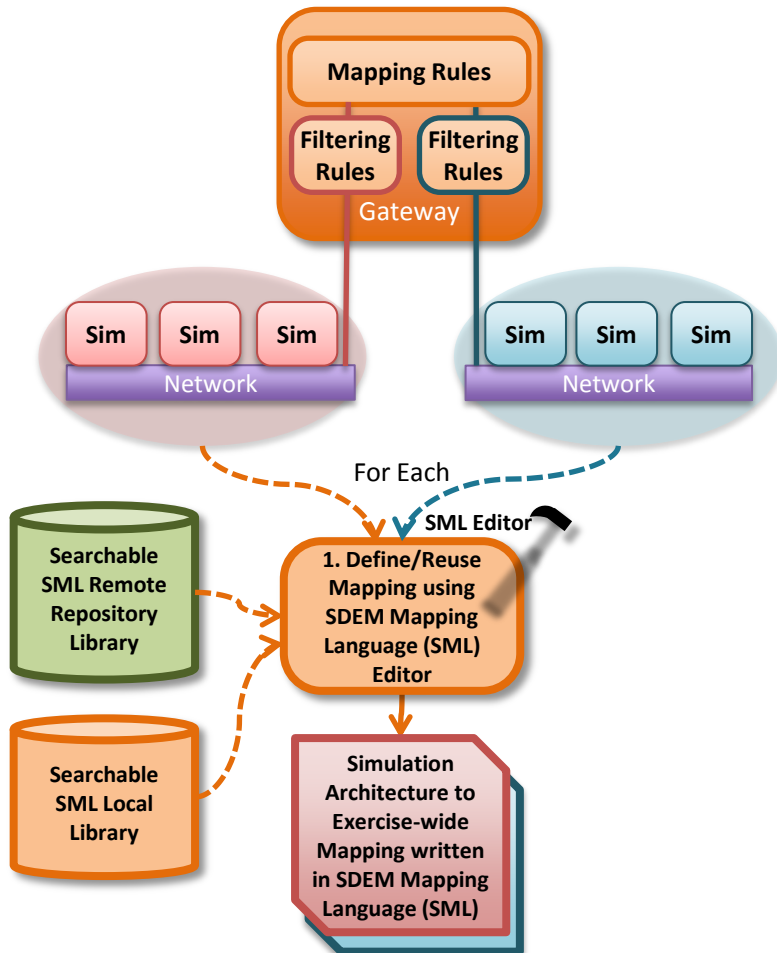 Mapping Rules
Filtering
Rules
Filtering
Rules
Gateway
Sim
Sim
Sim
Network
Sim
Sim
Sim
Network
For Each
SML Editor
Searchable
SML Remote
Repository
Library
1. Define/Reuse
Mapping using
SDEM Mapping
Language (SML)
Editor
Searchable
SML Local
Library
Simulation
Architecture to
Exercise-wide
Mapping written
in SDEM Mapping
Language (SML)